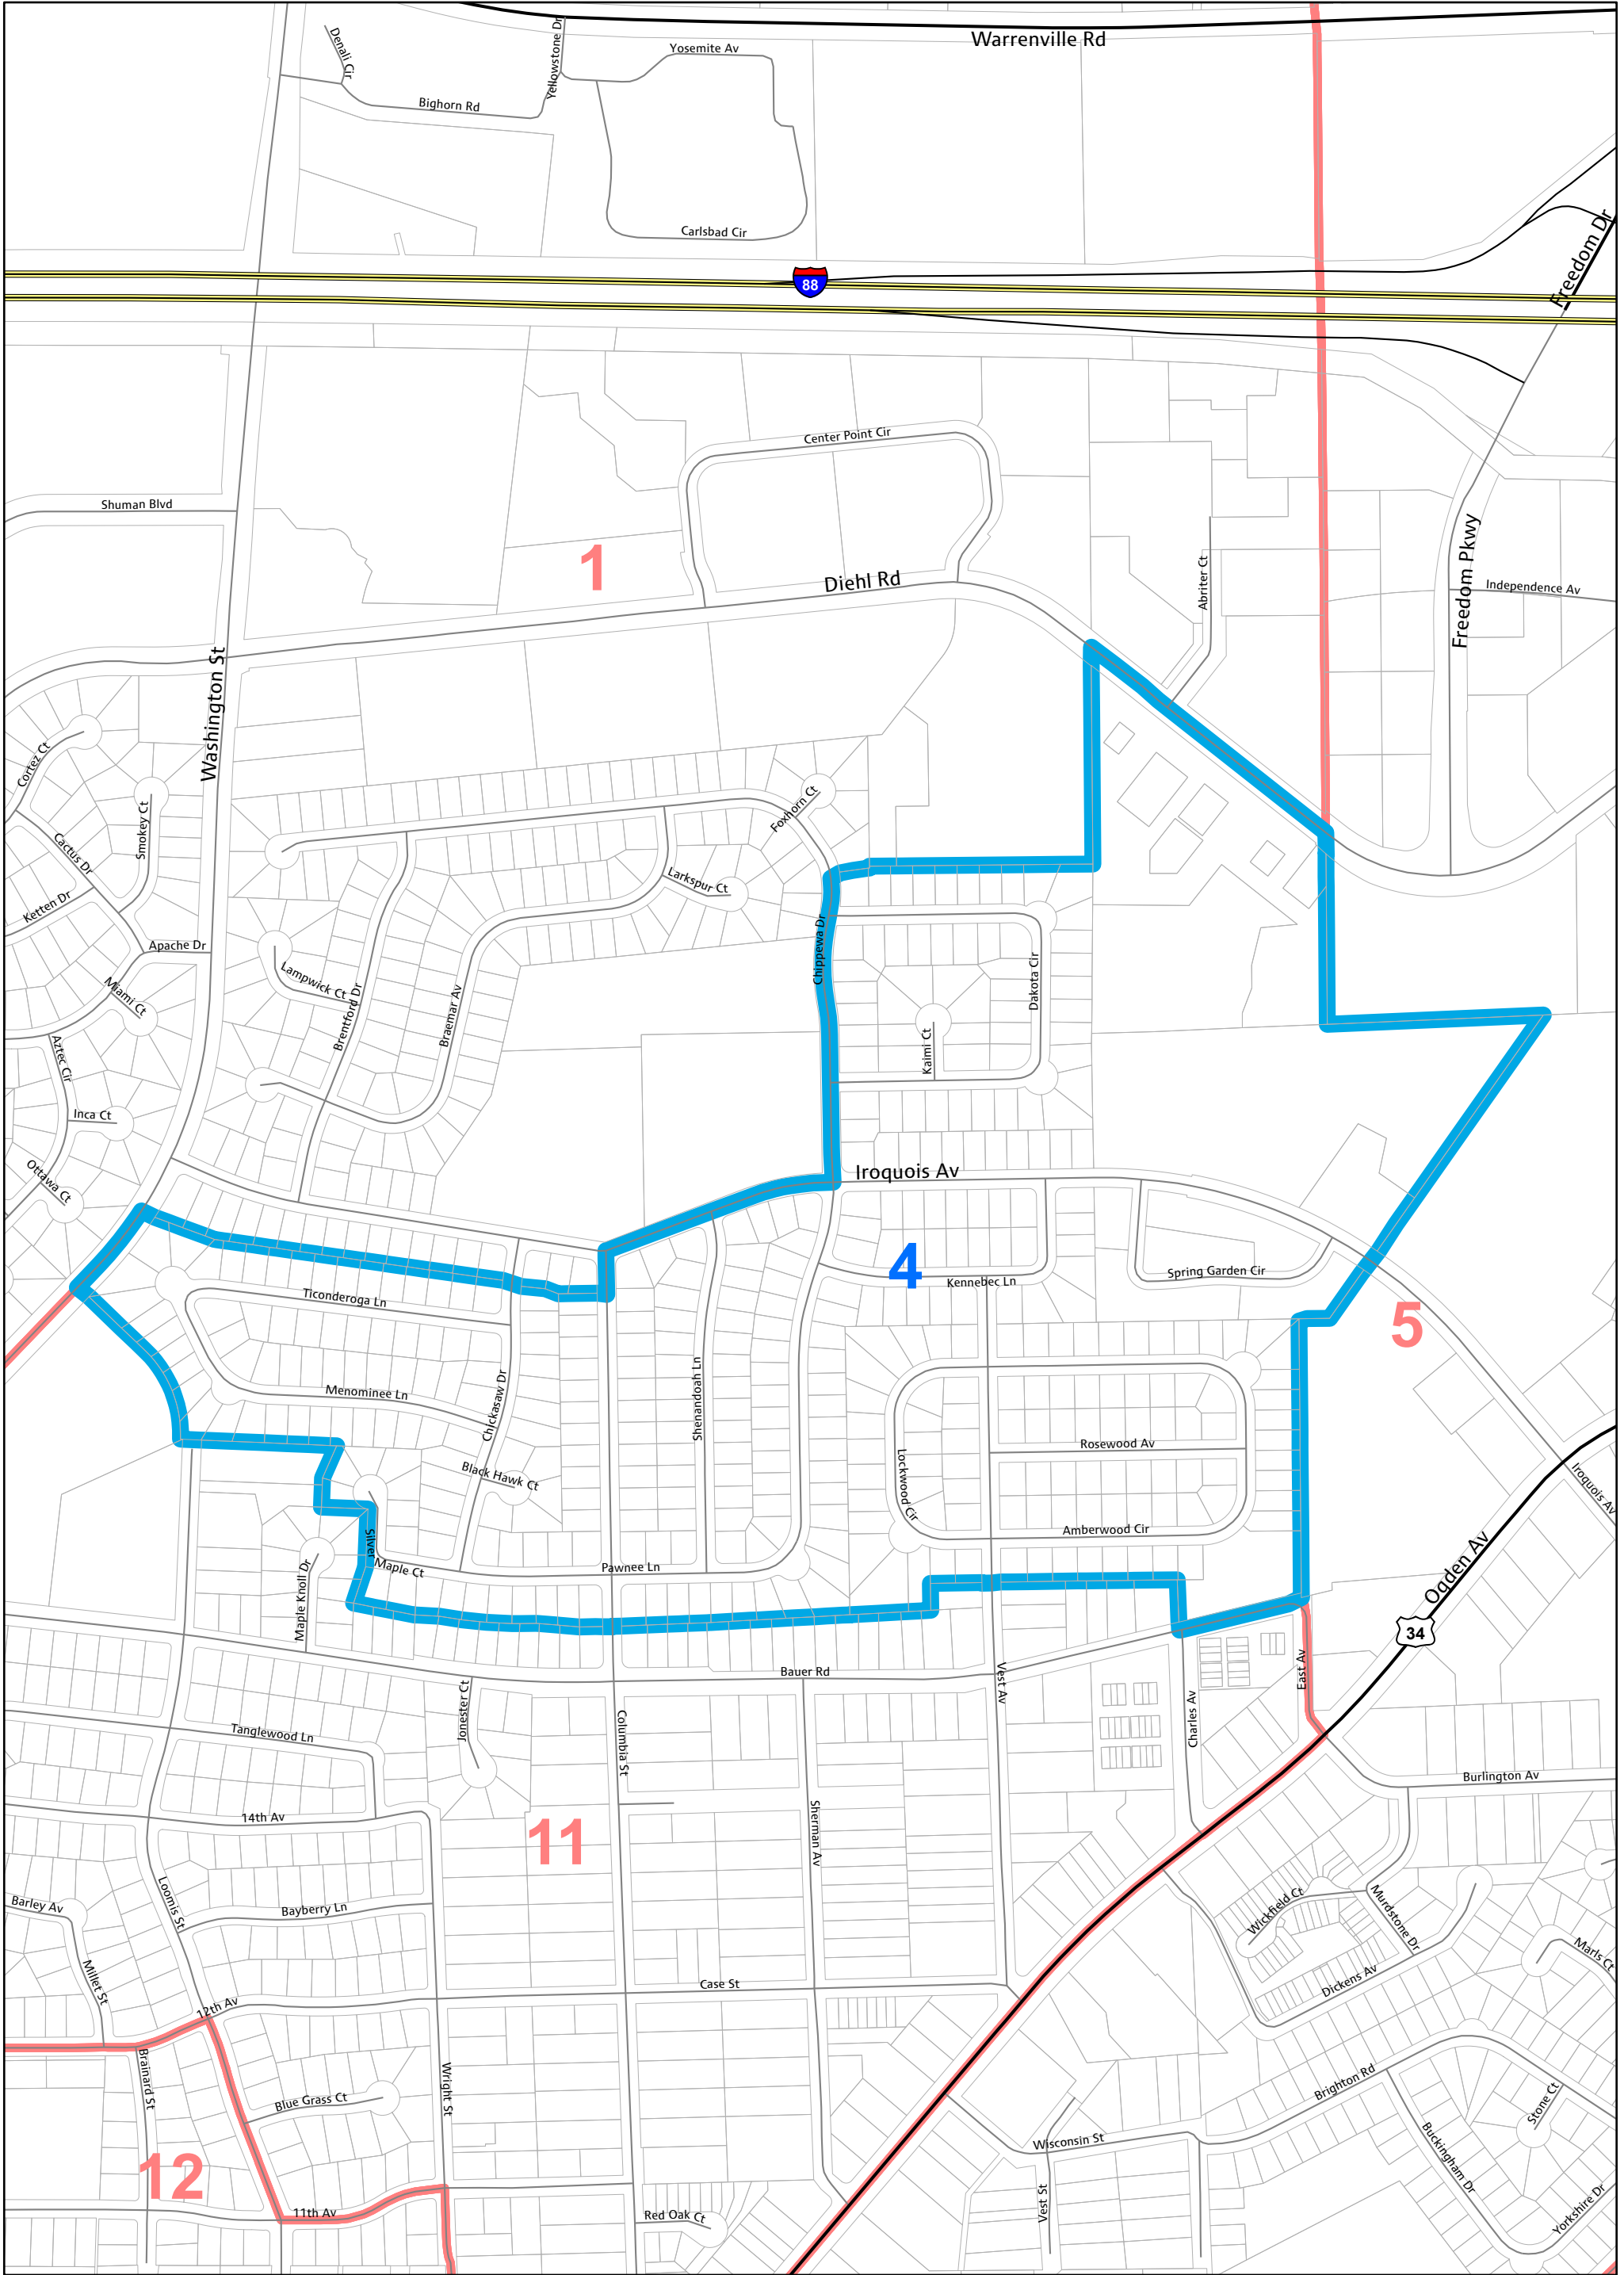 Warrenville Rd
Denali Cir
Yellowstone Dr
Yosemite Av
Bighorn Rd
Carlsbad Cir
Freedom Dr
88
Center Point Cir
Shuman Blvd
1
Diehl Rd
Abriter Ct
Freedom Pkwy
Independence Av
Washington St
Cortez Ct
Smokey Ct
Cactus Dr
Foxhorn Ct
Larkspur Ct
Ketten Dr
Apache Dr
Chippewa Dr
Dakota Cir
Lampwick Ct
Miami Ct
Brentford Dr
Braemar Av
Kaimi Ct
Aztec Cir
Inca Ct
Ottawa Ct
Iroquois Av
4
Kennebec Ln
Spring Garden Cir
Ticonderoga Ln
5
Menominee Ln
Chickasaw Dr
Shenandoah Ln
Rosewood Av
Lockwood Cir
Black Hawk Ct
Iroquois Av
Amberwood Cir
Silver
Maple Ct
Pawnee Ln
Maple Knoll Dr
Ogden Av
34
Bauer Rd
Vest Av
East Av
Charles Av
Jonester Ct
Columbia St
Tanglewood Ln
Burlington Av
14th Av
11
Sherman Av
Loomis St
Barley Av
Bayberry Ln
Wickfield Ct
Murdstone Dr
Marls Ct
Millet St
Case St
Dickens Av
12th Av
Brainard St
Wright St
Blue Grass Ct
Brighton Rd
Stone Ct
Wisconsin St
Buckingham Dr
12
Vest St
Yorkshire Dr
11th Av
Red Oak Ct